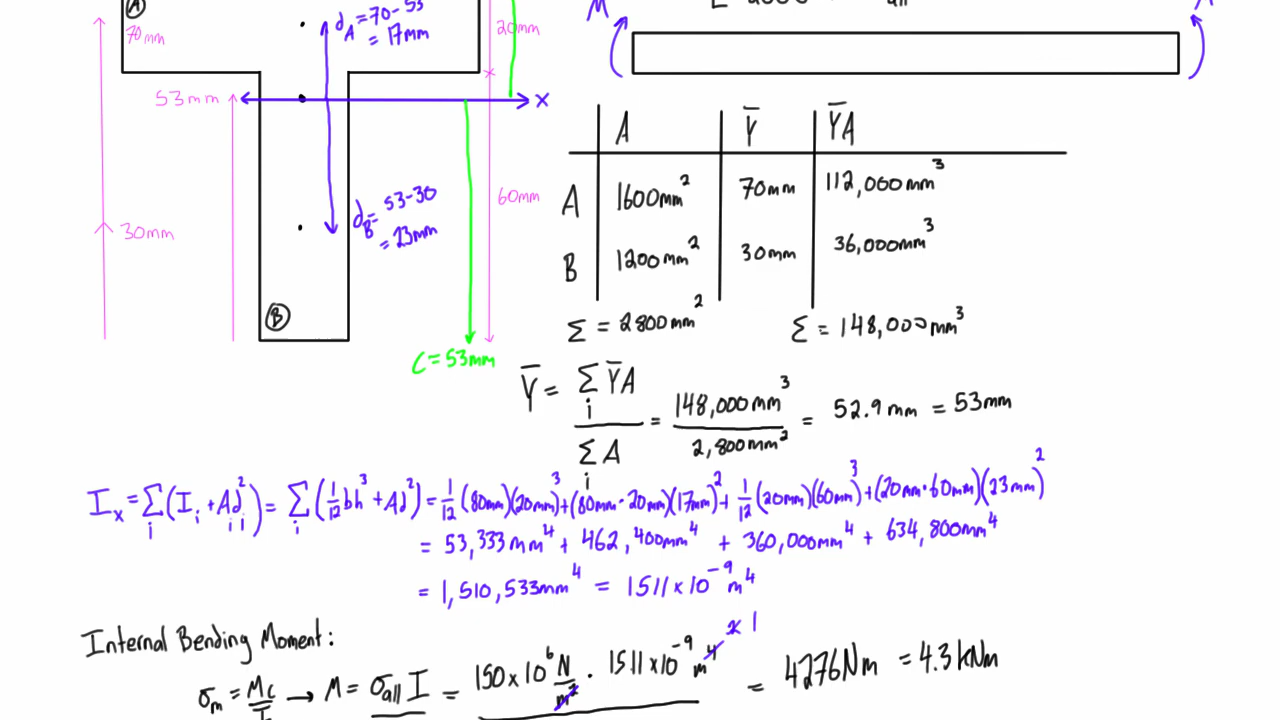 A
70mm
d_A = 70 - 53
= 17mm
20mm
M
53mm
x
30mm
d_B = 53-30
= 23mm
60mm
B
C = 53mm
A Ȳ ȲA
A 1600mm² 70mm 112,000mm³
B 1200mm² 30mm 36,000mm³
Σ = 2800mm² Σ = 148,000mm³
Ȳ = Σ_i ȲA / Σ_i A = 148,000mm³ / 2,800mm² = 52.9mm = 53mm
I_x = Σ_i (I_i + A_i d_i²) = Σ_i (1/12 bh³ + Ad²) = 1/12 (80mm)(20mm)³ + (80mm·20mm)(17mm)² + 1/12 (20mm)(60mm)³ + (20mm·60mm)(23mm)²
= 53,333mm⁴ + 462,400mm⁴ + 360,000mm⁴ + 634,800mm⁴
= 1,510,533mm⁴ = 1511 x 10⁻⁹ m⁴
Internal Bending Moment:
σ_m = Mc/I → M = σ_all I = 150 x 10⁶ N/m² · 1511 x 10⁻⁹ m⁴ = 4276Nm = 4.3kNm